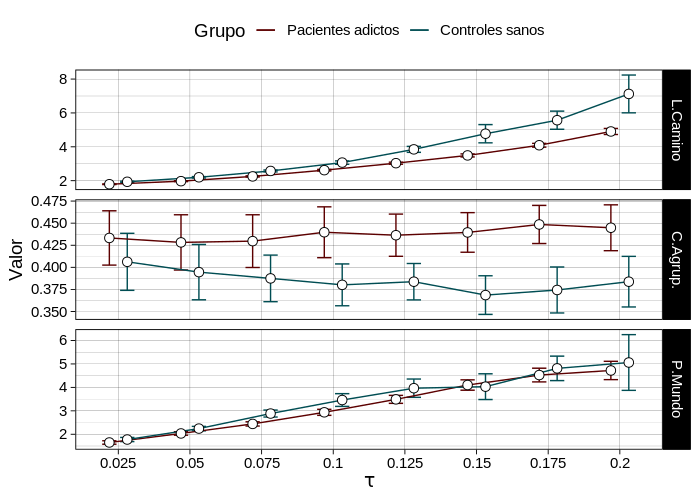 Grupo Pacientes adictos Controles sanos
8
6
4
2
L.Camino
0.475
0.450
0.425
0.400
0.375
0.350
C.Agrup.
Valor
6
5
4
3
2
P.Mundo
0.025 0.05 0.075 0.1 0.125 0.15 0.175 0.2
τ